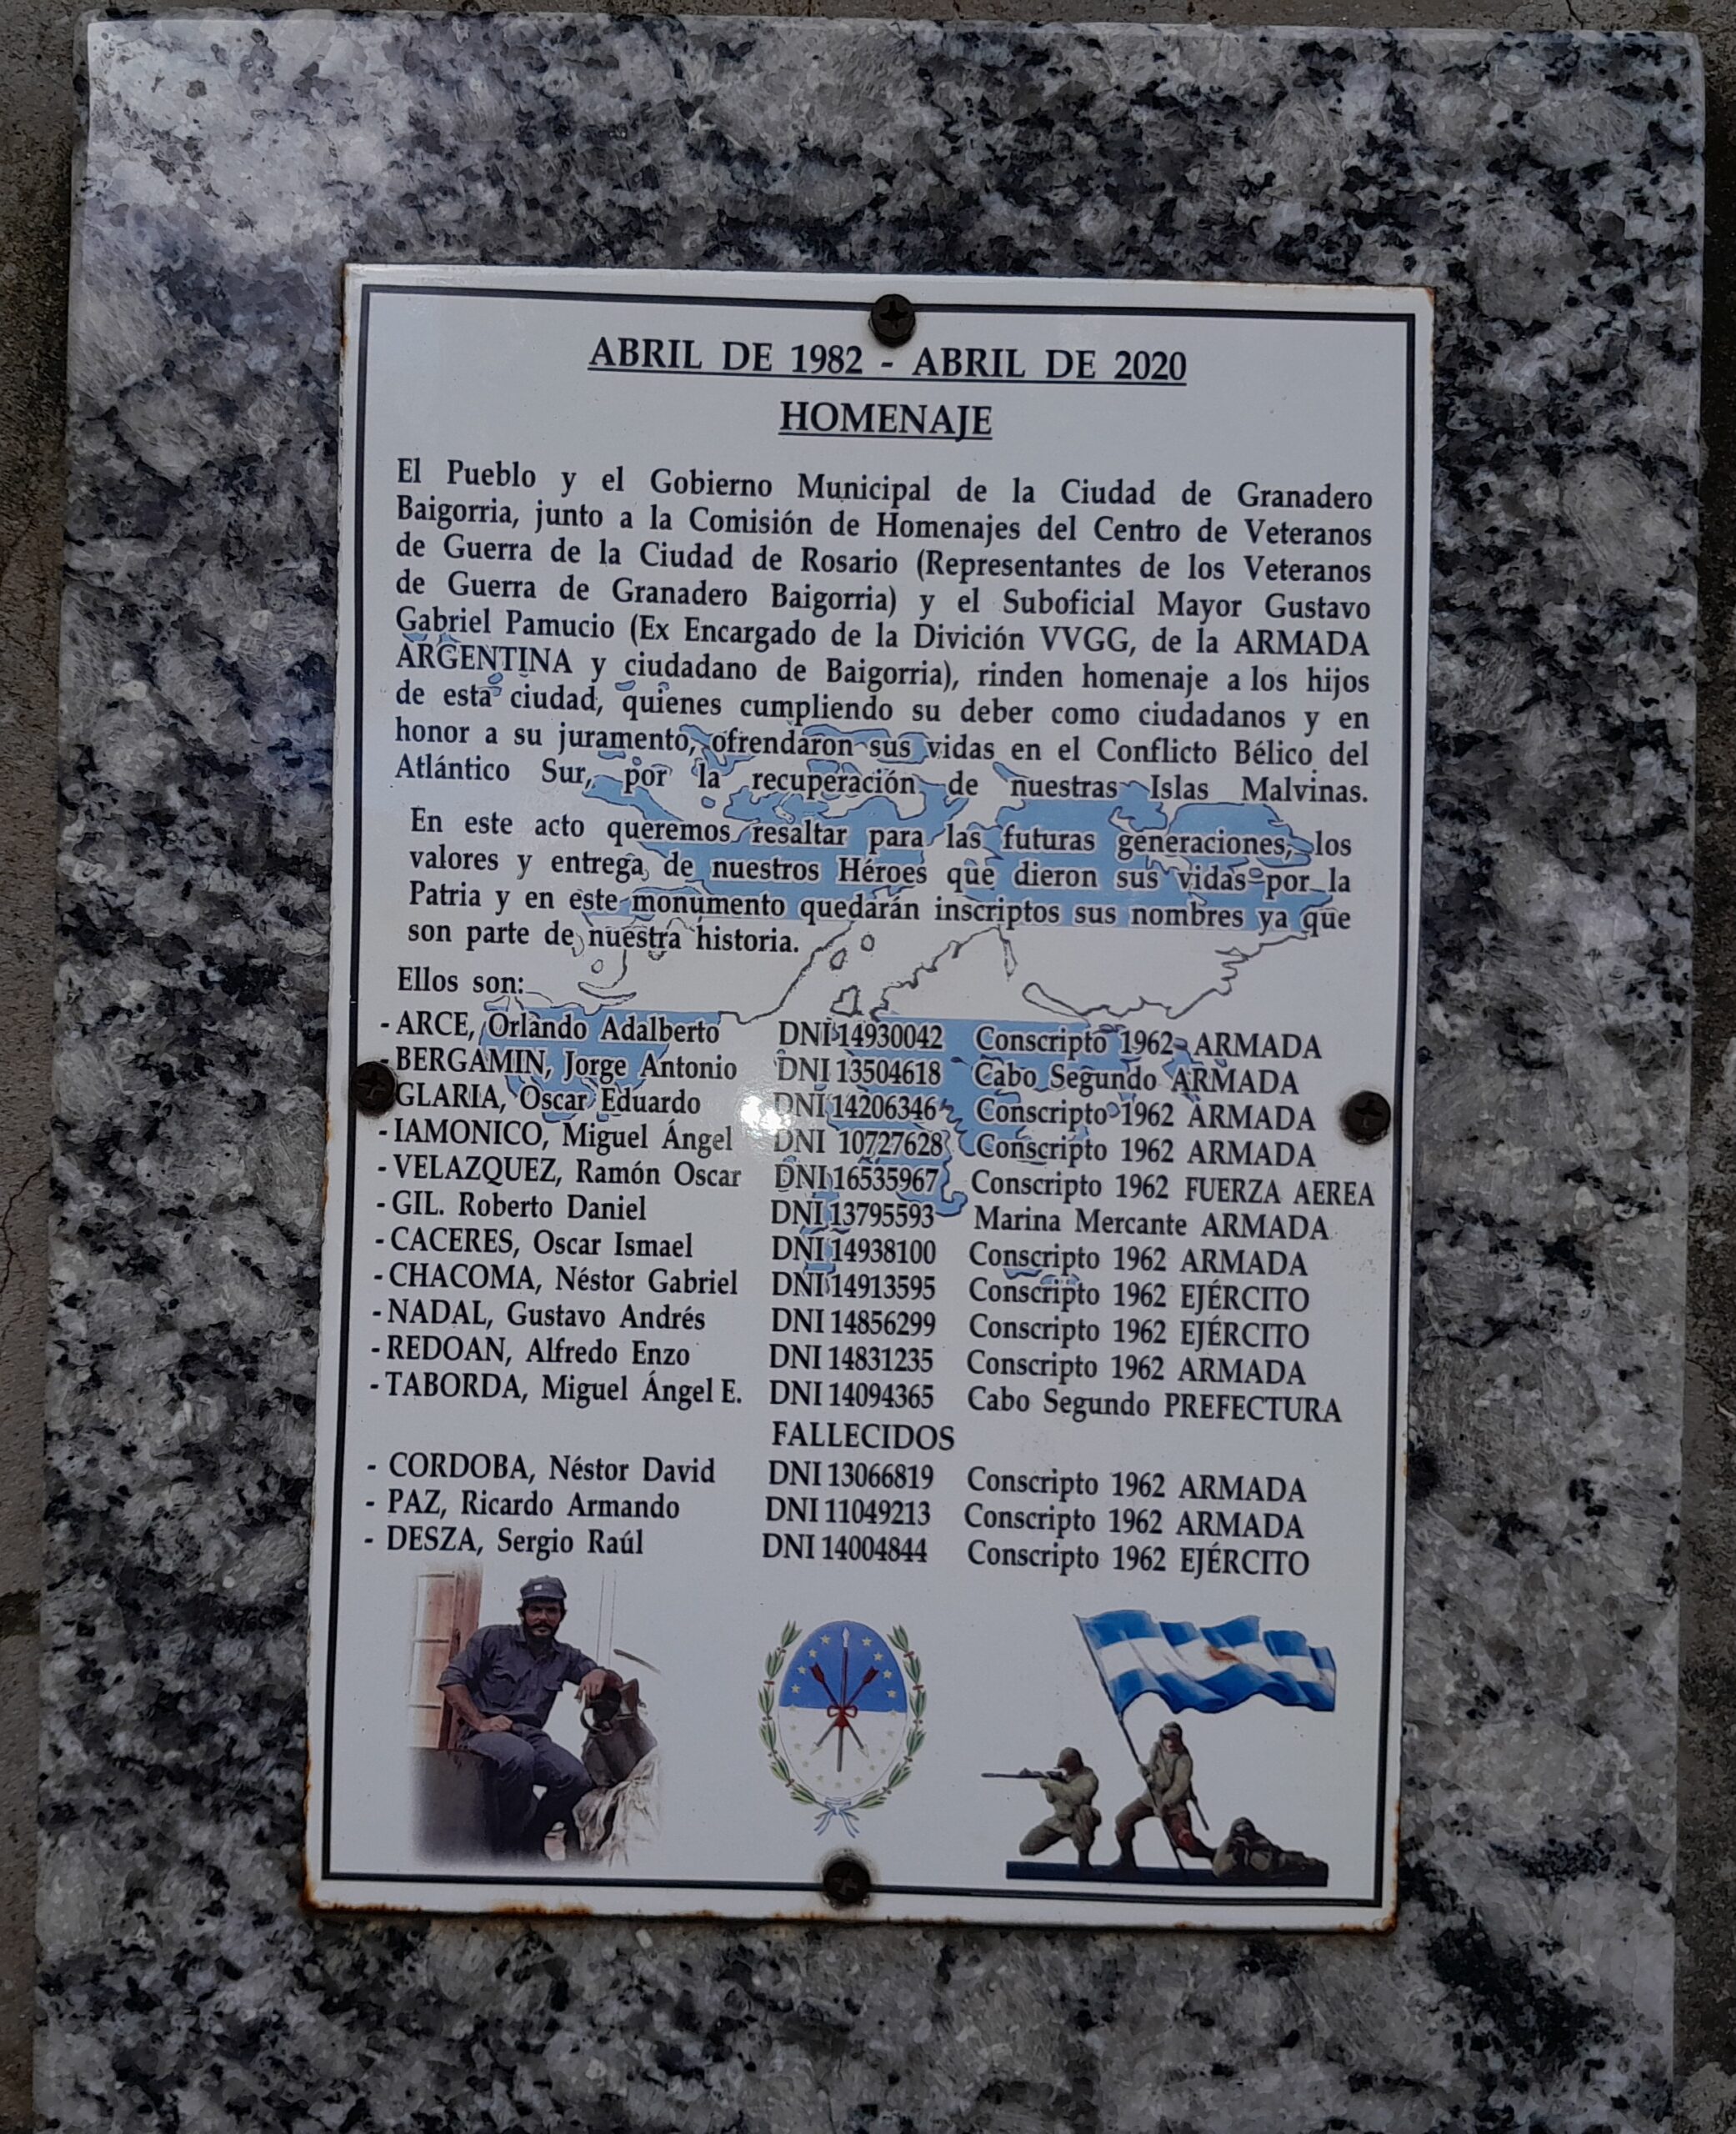 ABRIL DE 1982 - ABRIL DE 2020
HOMENAJE
El Pueblo y el Gobierno Municipal de la Ciudad de Granadero
Baigorria, junto a la Comisión de Homenajes del Centro de Veteranos
de Guerra de la Ciudad de Rosario (Representantes de los Veteranos
de Guerra de Granadero Baigorria) y el Suboficial Mayor Gustavo
Gabriel Pamucio (Ex Encargado de la Divición VVGG, de la ARMADA
ARGENTINA y ciudadano de Baigorria), rinden homenaje a los hijos
de esta ciudad, quienes cumpliendo su deber como ciudadanos y en
honor a su juramento, ofrendaron sus vidas en el Conflicto Bélico del
Atlántico Sur, por la recuperación de nuestras Islas Malvinas.
En este acto queremos resaltar para las futuras generaciones, los
valores y entrega de nuestros Héroes que dieron sus vidas por la
Patria y en este monumento quedarán inscriptos sus nombres ya que
son parte de nuestra historia.
Ellos son:
- ARCE, Orlando Adalberto DNI 14930042 Conscripto 1962 ARMADA
- BERGAMIN, Jorge Antonio DNI 13504618 Cabo Segundo ARMADA
GLARIA, Oscar Eduardo DNI 14206346 Conscripto 1962 ARMADA
- IAMONICO, Miguel Ángel DNI 10727628 Conscripto 1962 ARMADA
- VELAZQUEZ, Ramón Oscar DNI 16535967 Conscripto 1962 FUERZA AEREA
- GIL. Roberto Daniel DNI 13795593 Marina Mercante ARMADA
- CACERES, Oscar Ismael DNI 14938100 Conscripto 1962 ARMADA
- CHACOMA, Néstor Gabriel DNI 14913595 Conscripto 1962 EJÉRCITO
- NADAL, Gustavo Andrés DNI 14856299 Conscripto 1962 EJÉRCITO
- REDOAN, Alfredo Enzo DNI 14831235 Conscripto 1962 ARMADA
- TABORDA, Miguel Ángel E. DNI 14094365 Cabo Segundo PREFECTURA
FALLECIDOS
- CORDOBA, Néstor David DNI 13066819 Conscripto 1962 ARMADA
- PAZ, Ricardo Armando DNI 11049213 Conscripto 1962 ARMADA
- DESZA, Sergio Raúl DNI 14004844 Conscripto 1962 EJÉRCITO